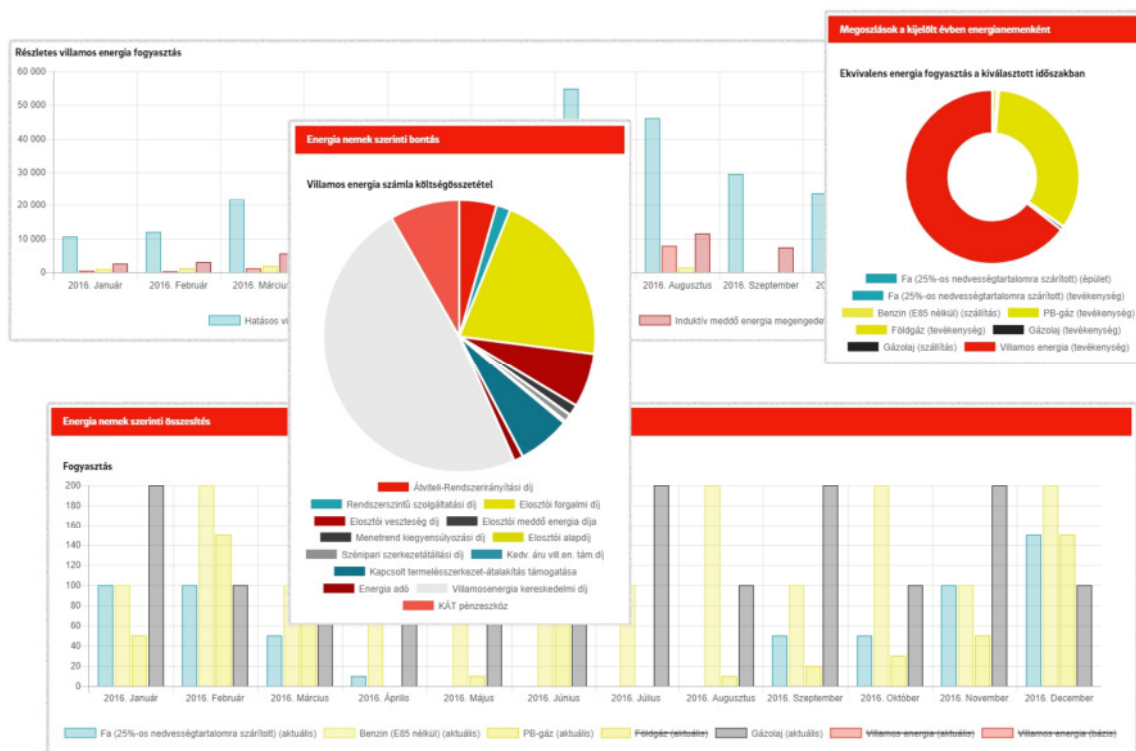 Részletes villamos energia fogyasztás
60 000
50 000
40 000
30 000
20 000
10 000
0
2016. Január
2016. Február
2016. Március
2016. Augusztus
2016. Szeptember
Hatásos vi
Induktív meddő energia megengedet
Megoszlások a kijelölt évben energianemenként
Ekvivalens energia fogyasztás a kiválasztott időszakban
Fa (25%-os nedvességtartalomra szárított) (épület)
Fa (25%-os nedvességtartalomra szárított) (tevékenység)
Benzin (E85 nélkül) (szállítás) PB-gáz (tevékenység)
Földgáz (tevékenység) Gázolaj (tevékenység)
Gázolaj (szállítás) Villamos energia (tevékenység)
Energia nemek szerinti bontás
Villamos energia számla költségösszetétel
Átviteli-Rendszerirányítási díj
Rendszerszintű szolgáltatási díj Elosztói forgalmi díj
Elosztói veszteség díj Elosztói meddő energia díja
Menetrend kiegyensúlyozási díj Elosztói alapdíj
Szénipari szerkezetátállási díj Kedv. áru vill.en. tám.díj
Kapcsolt termelésszerkezet-átalakítás támogatása
Energia adó Villamosenergia kereskedelmi díj
KÁT pénzeszköz
Energia nemek szerinti összesítés
Fogyasztás
200
180
160
140
120
100
80
60
40
20
0
2016. Január
2016. Február
2016. Március
2016. Április
2016. Május
2016. Június
2016. Július
2016. Augusztus
2016. Szeptember
2016. Október
2016. November
2016. December
Fa (25%-os nedvességtartalomra szárított) (aktuális) Benzin (E85 nélkül) (aktuális) PB-gáz (aktuális) Földgáz (aktuális) Gázolaj (aktuális) Villamos energia (aktuális) Villamos energia (bázis)